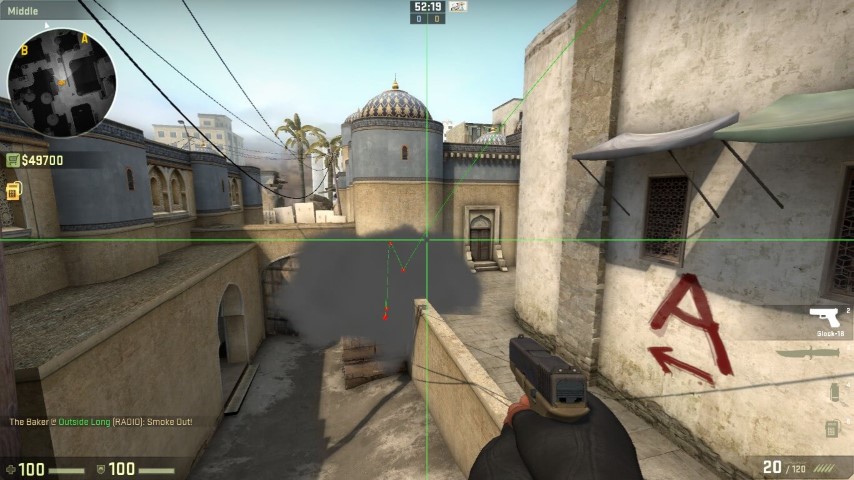 Middle
52:19
0 0
B A
$49700
A
2
Glock-18
The Baker @ Outside Long (RADIO): Smoke Out!
100 100
20 / 120